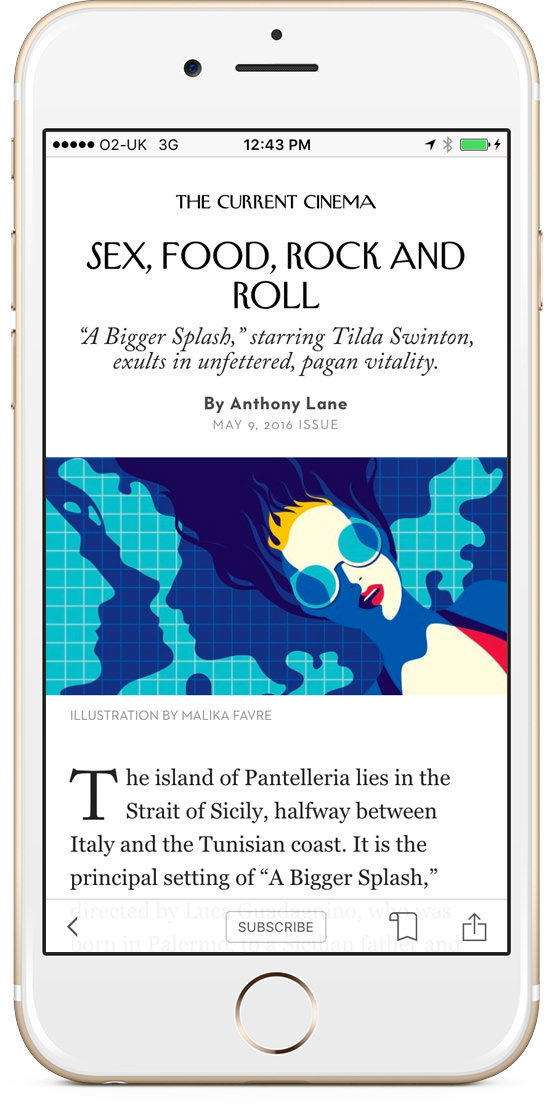 O2-UK 3G 12:43 PM
THE CURRENT CINEMA
SEX, FOOD, ROCK AND
ROLL
“A Bigger Splash,” starring Tilda Swinton,
exults in unfettered, pagan vitality.
By Anthony Lane
MAY 9, 2016 ISSUE
ILLUSTRATION BY MALIKA FAVRE
The island of Pantelleria lies in the
Strait of Sicily, halfway between
Italy and the Tunisian coast. It is the
principal setting of “A Bigger Splash,”
directed by Luca Guadagnino, who was
SUBSCRIBE
born in Palermo, to a Sicilian father and